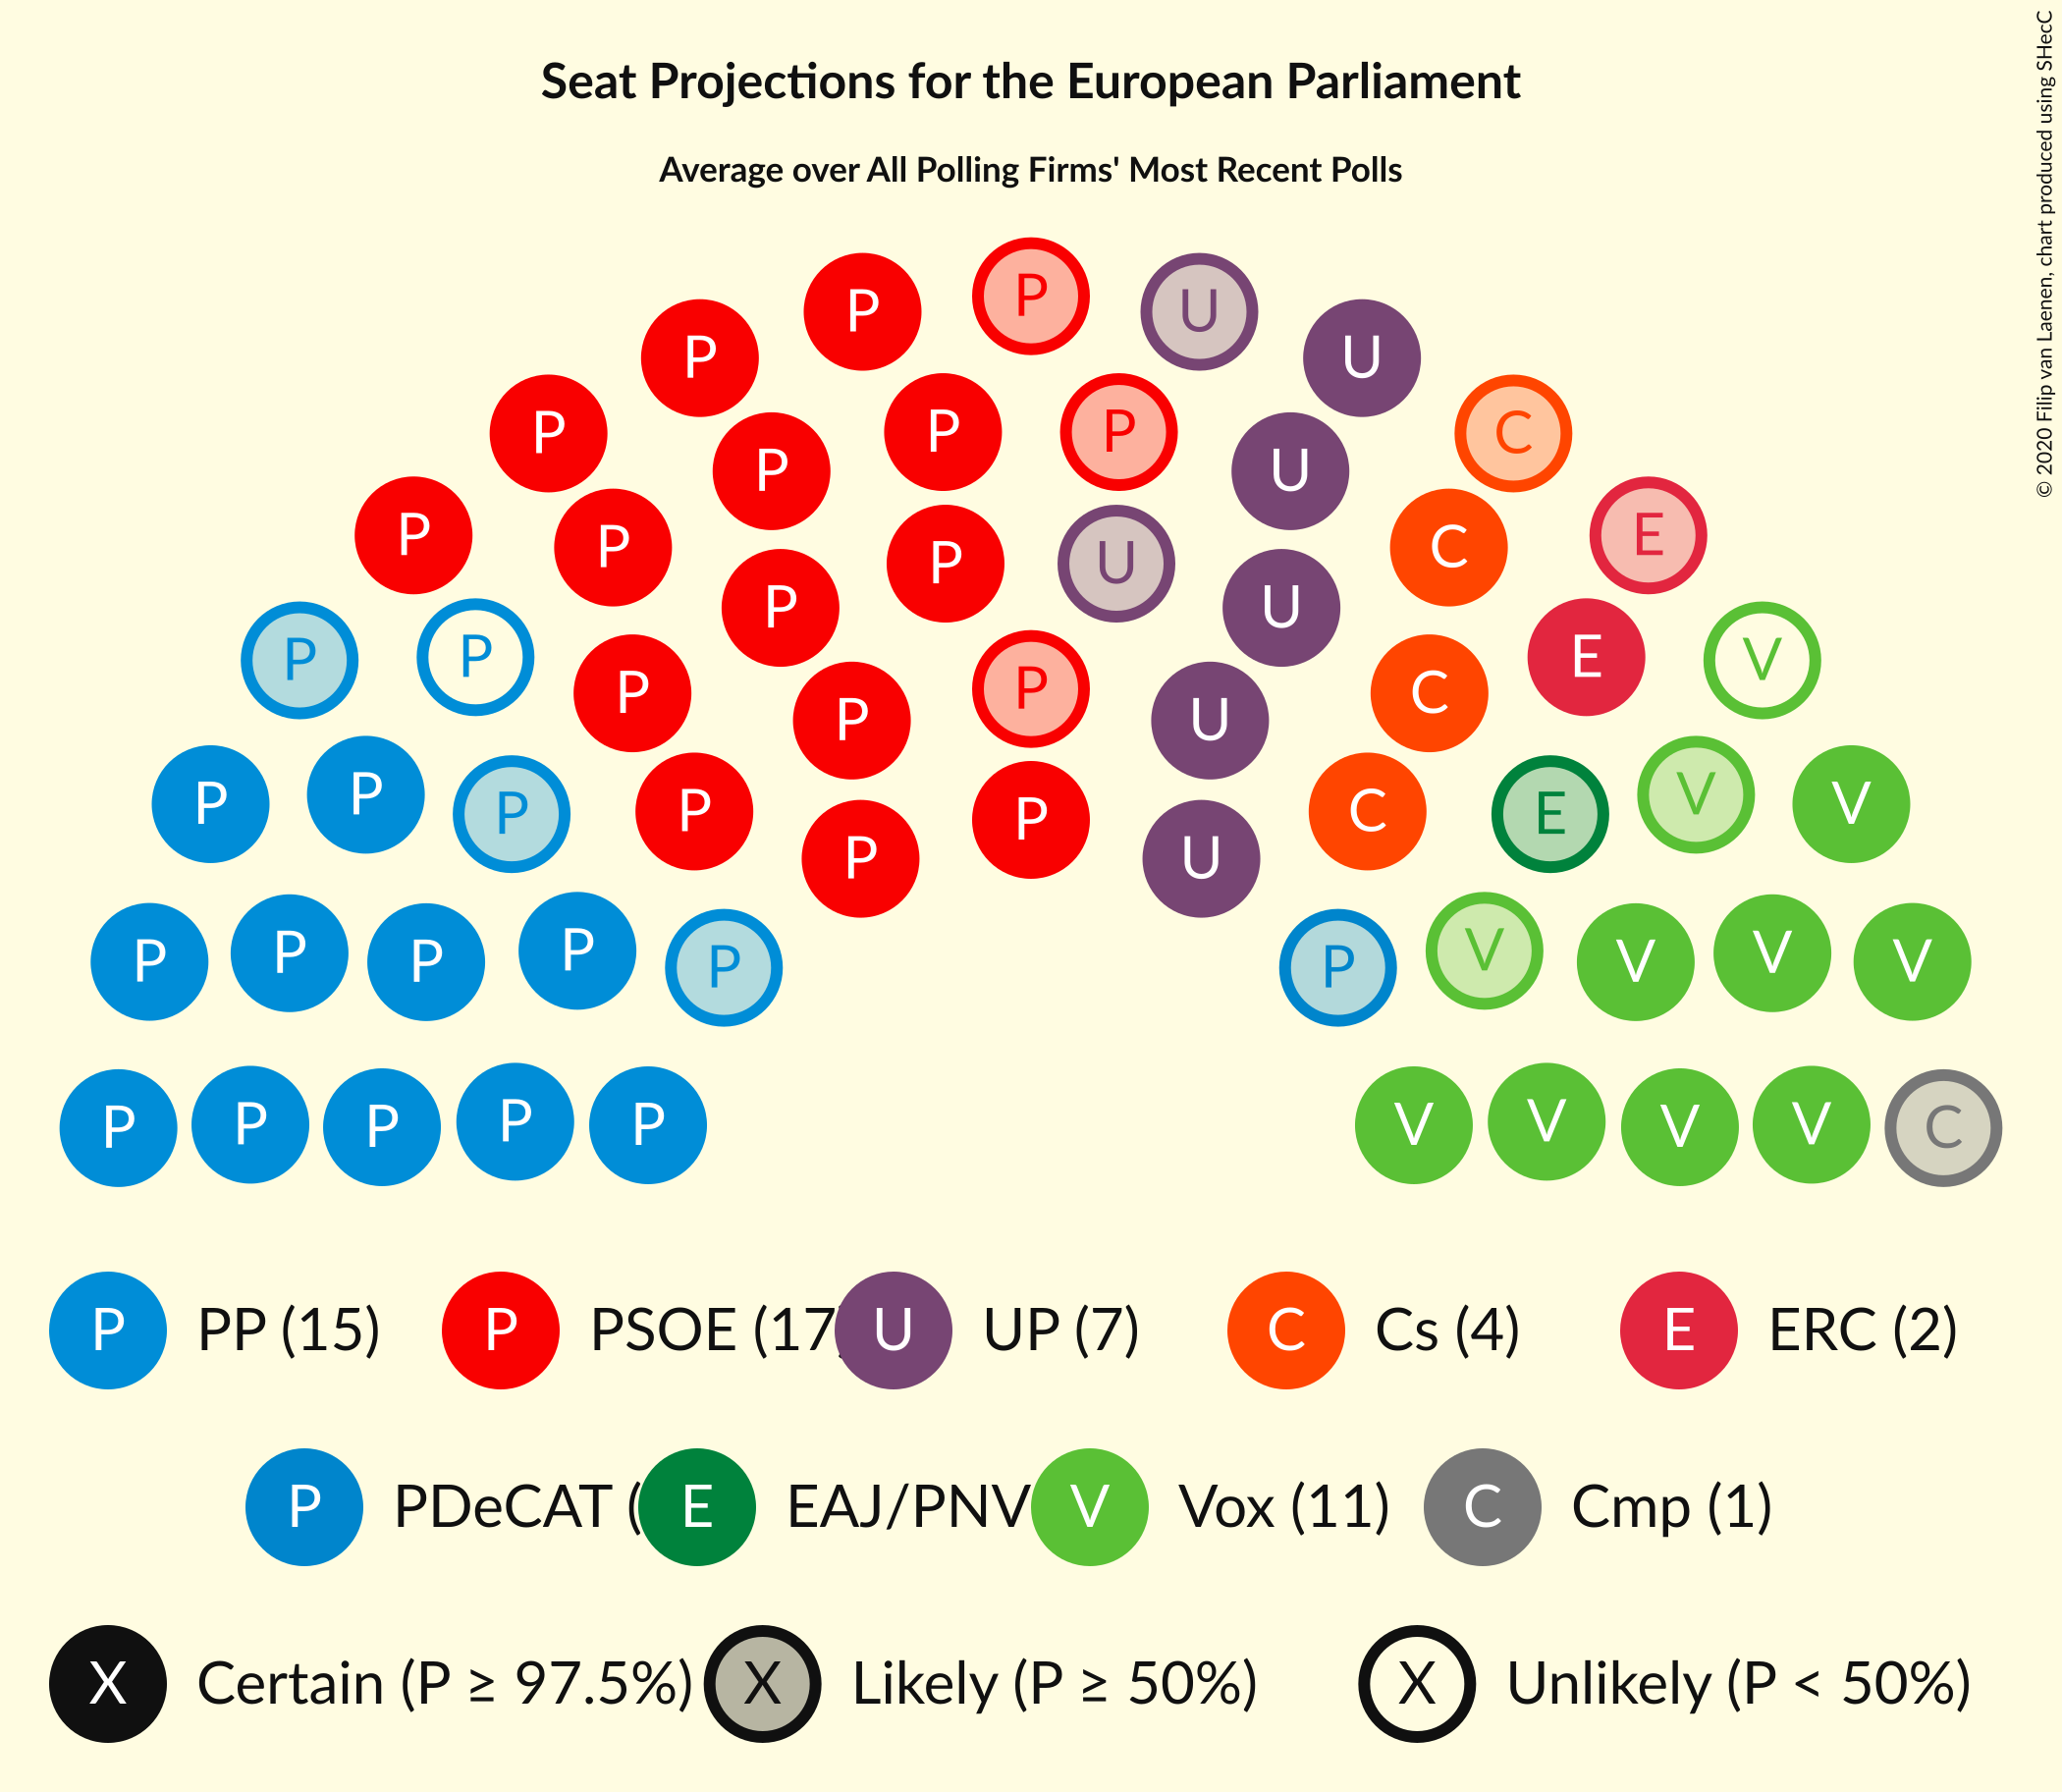 © 2020 Filip van Laenen, chart produced using SHecC
Seat Projections for the European Parliament
Average over All Polling Firms' Most Recent Polls
P
P U
P U
P P P C
P U
P P P U C E
P U
P P P E V
P P U C
P P P P P C E V V
P U
P P P P P P V V V V
P P P P P V V V V C
P PP (15) P PSOE (17 U UP (7) C Cs (4) E ERC (2)
P PDeCAT ( E EAJ/PNV V Vox (11) C Cmp (1)
X Certain (P ≥ 97.5%) X Likely (P ≥ 50%) X Unlikely (P < 50%)